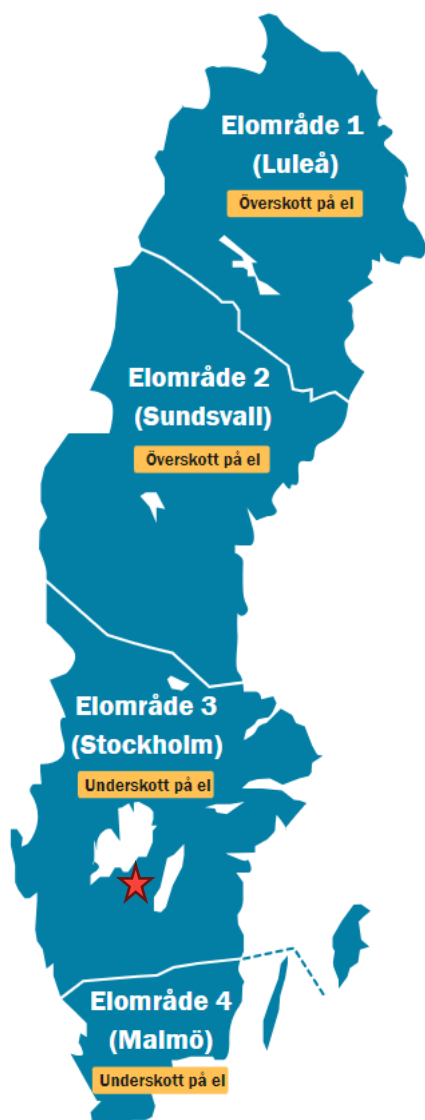 Elområde 1
(Luleå)
Överskott på el
Elområde 2
(Sundsvall)
Överskott på el
Elområde 3
(Stockholm)
Underskott på el
Elområde 4
(Malmö)
Underskott på el